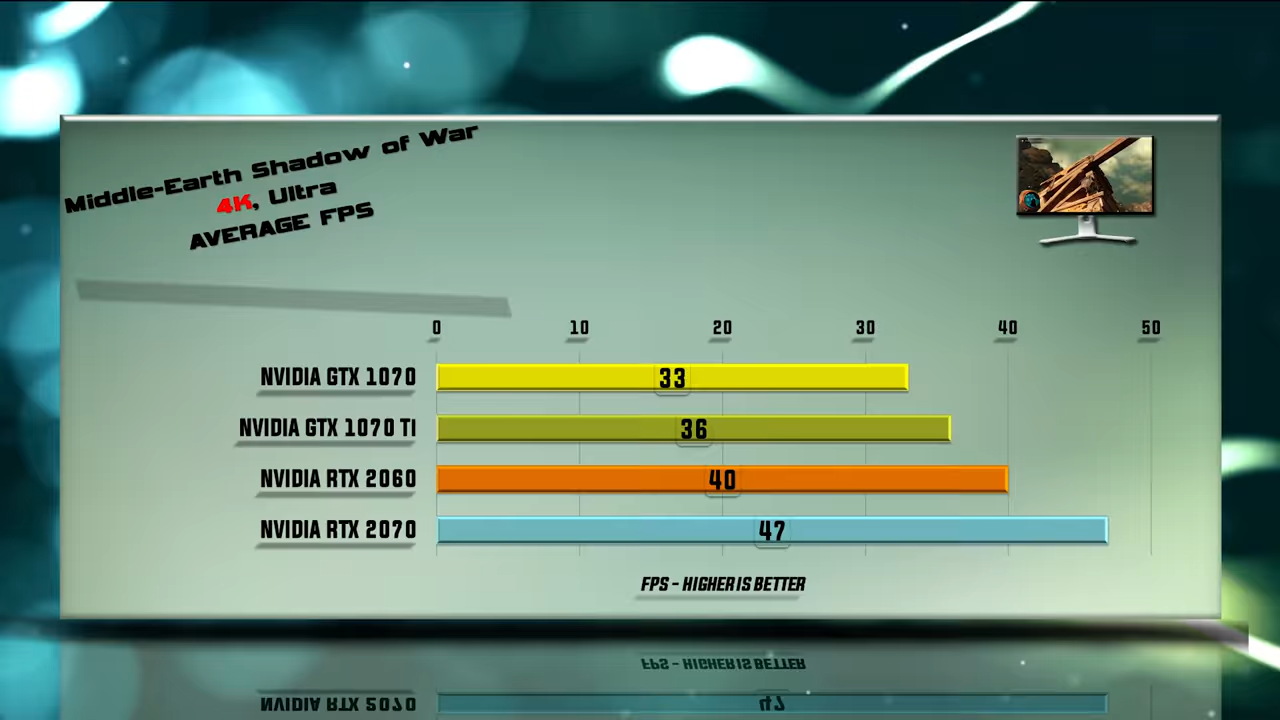 Middle-Earth Shadow of War
4K, Ultra
AVERAGE FPS
0 10 20 30 40 50
NVIDIA GTX 1070 33
NVIDIA GTX 1070 TI 36
NVIDIA RTX 2060 40
NVIDIA RTX 2070 47
FPS - HIGHER IS BETTER